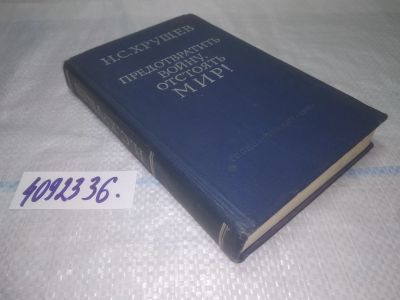 Н.С.ХРУЩЕВ
ПРЕДОТВРАТИТЬ
ВОЙНУ,
ОТСТОЯТЬ
МИР!
4092336.